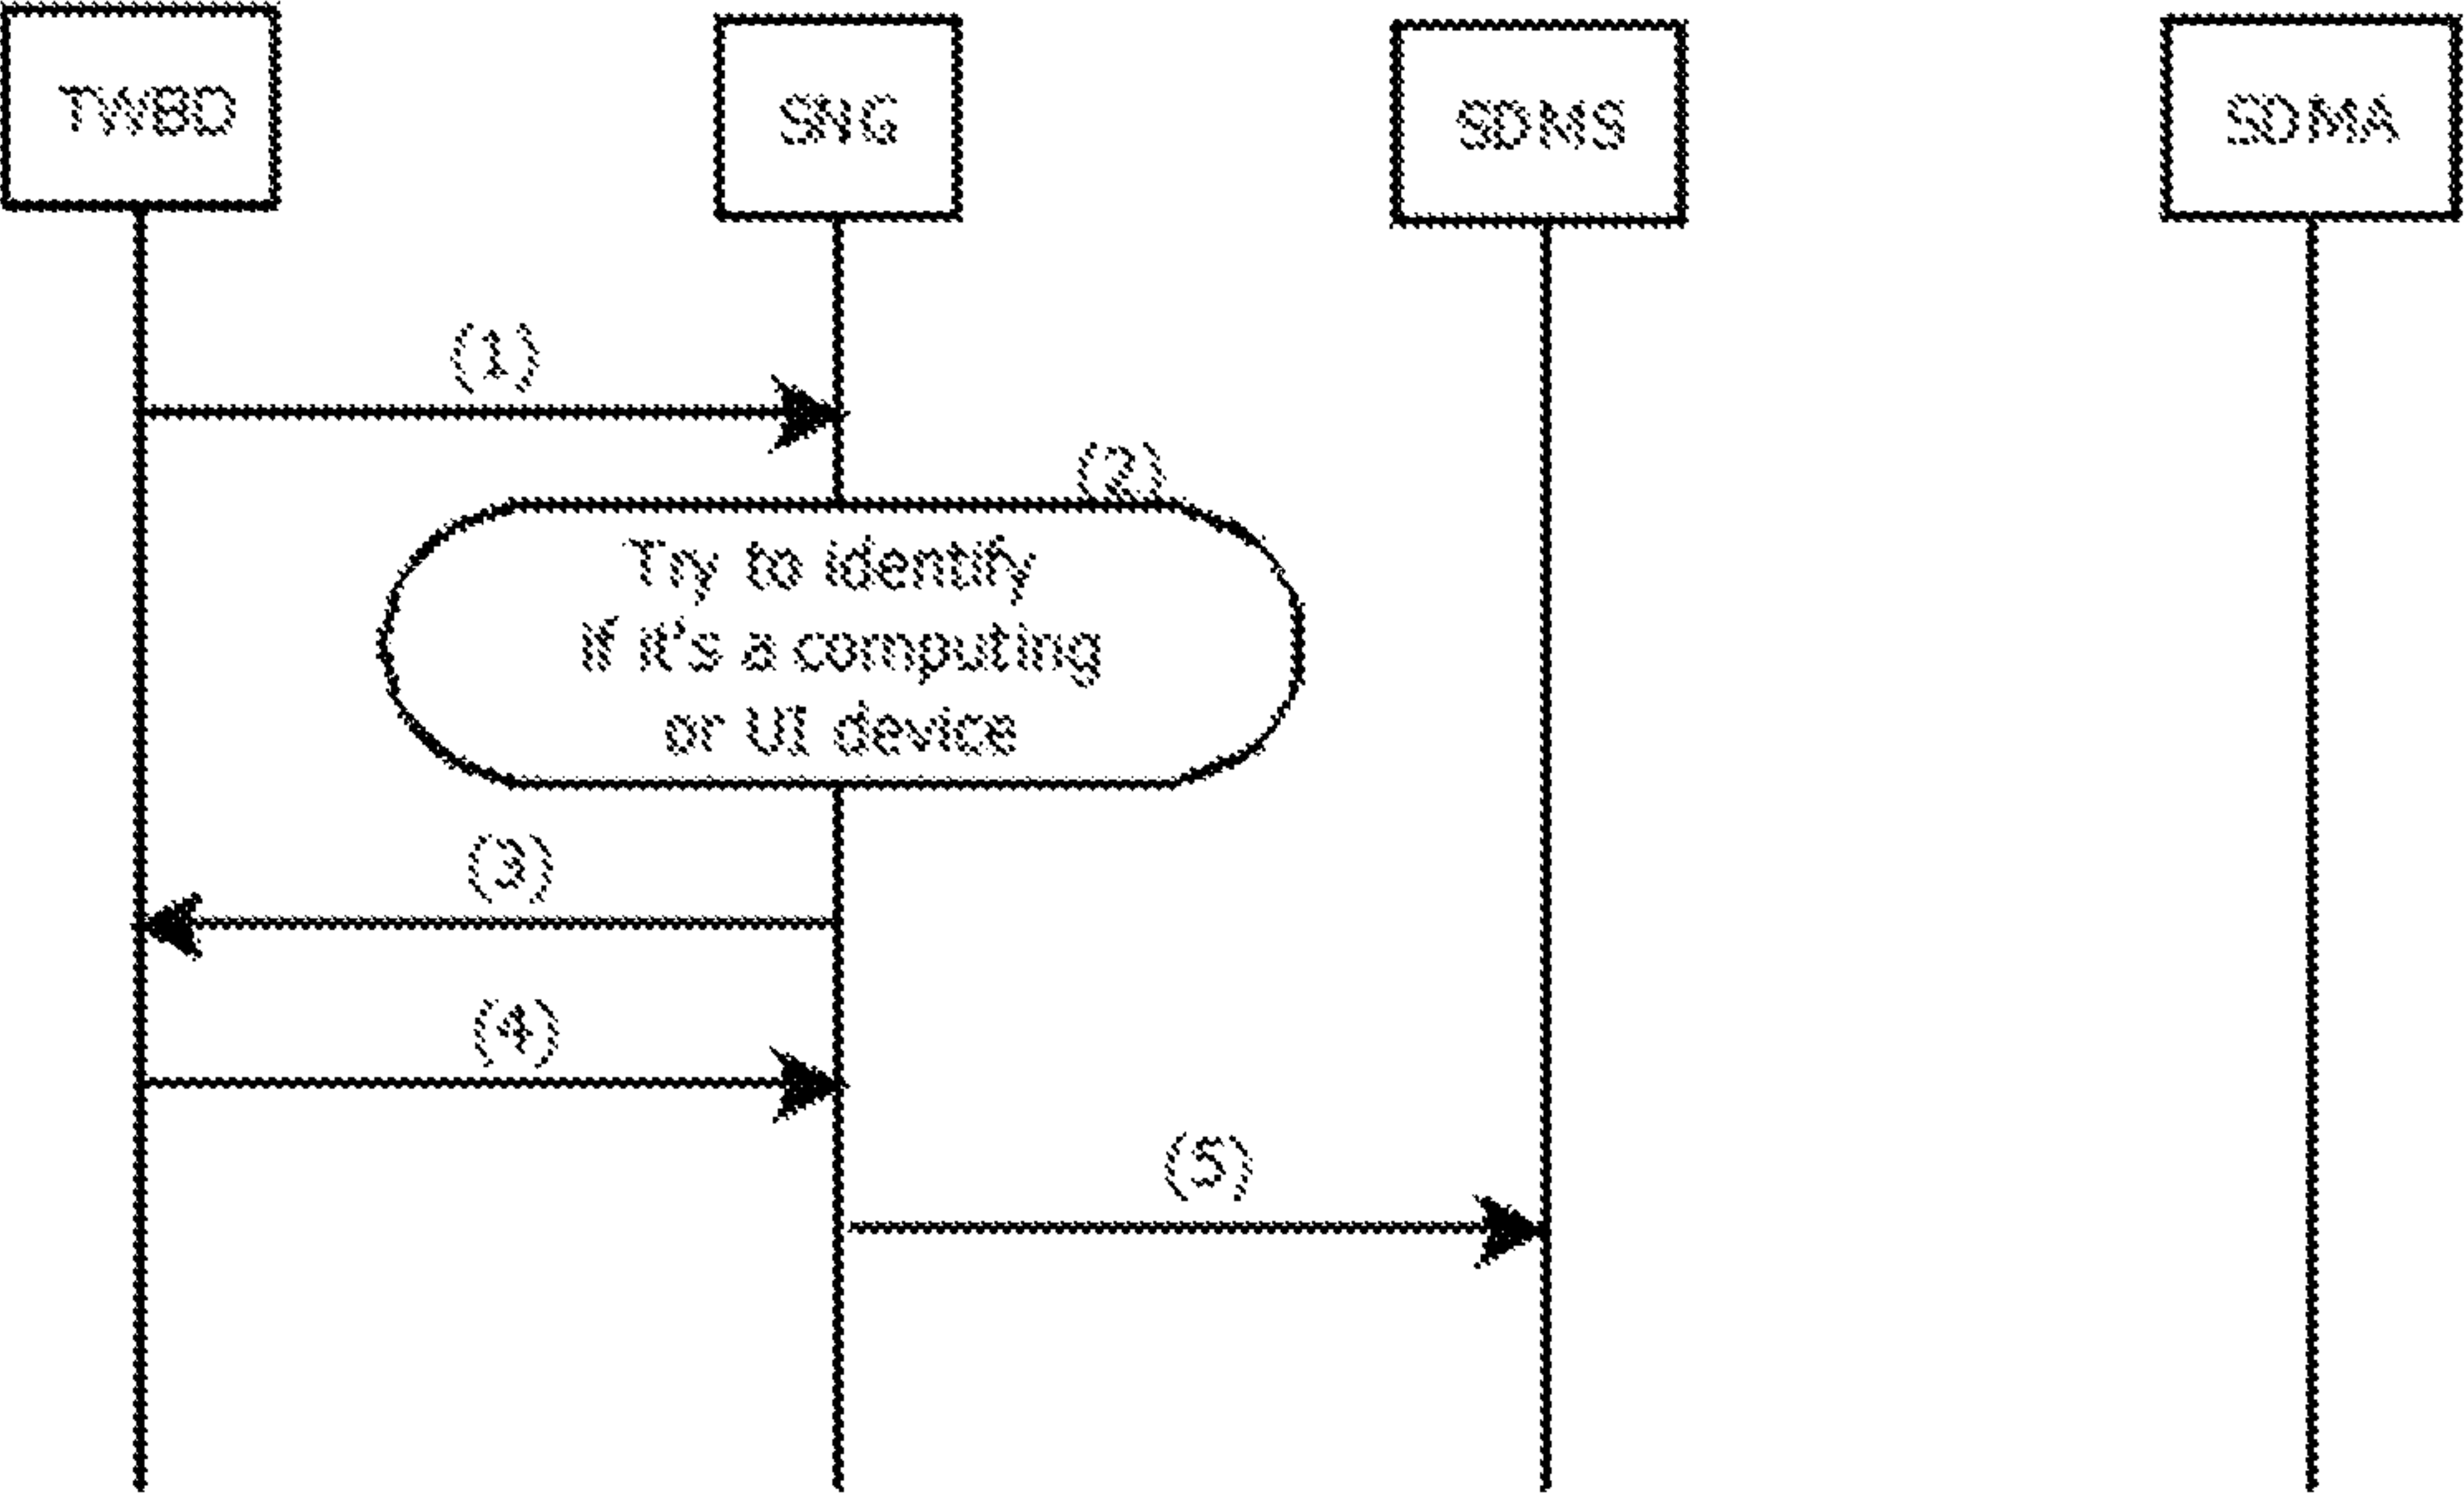 TWBD
SNG
SDMS
SDMA
(1)
(2)
Try to identify
if it's a computing
or UI device
(3)
(4)
(5)